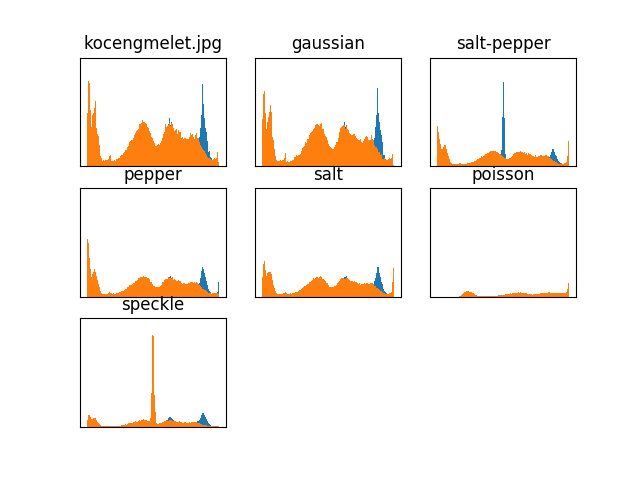 kocengmelet.jpg
gaussian
salt-pepper
pepper
salt
poisson
speckle